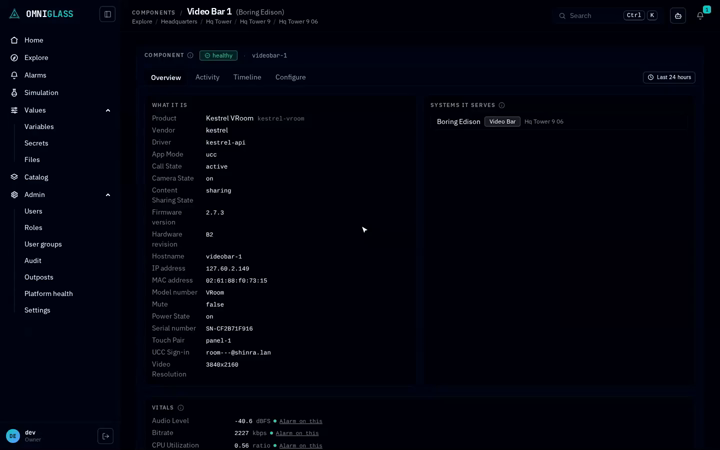 OMNIGLASS
COMPONENTS / Video Bar 1 (Boring Edison)
Explore / Headquarters / Hq Tower / Hq Tower 9 / Hq Tower 9 06
Search Ctrl K
1
Home
Explore
Alarms
Simulation
Values
Variables
Secrets
Files
Catalog
Admin
Users
Roles
User groups
Audit
Outposts
Platform health
Settings
DE dev
Owner
COMPONENT healthy · videobar-1
Overview Activity Timeline Configure
Last 24 hours
WHAT IT IS
Product Kestrel VRoom kestrel-vroom
Vendor kestrel
Driver kestrel-api
App Mode ucc
Call State active
Camera State on
Content Sharing State sharing
Firmware version 2.7.3
Hardware revision B2
Hostname videobar-1
IP address 127.60.2.149
MAC address 02:61:88:f0:73:15
Model number VRoom
Mute false
Power State on
Serial number SN-CF2B71F916
Touch Pair panel-1
UCC Sign-in room---@shinra.lan
Video Resolution 3840x2160
SYSTEMS IT SERVES
Boring Edison Video Bar Hq Tower 9 06
VITALS
Audio Level -40.6 dBFS Alarm on this
Bitrate 2227 kbps Alarm on this
CPU Utilization 0.56 ratio Alarm on this